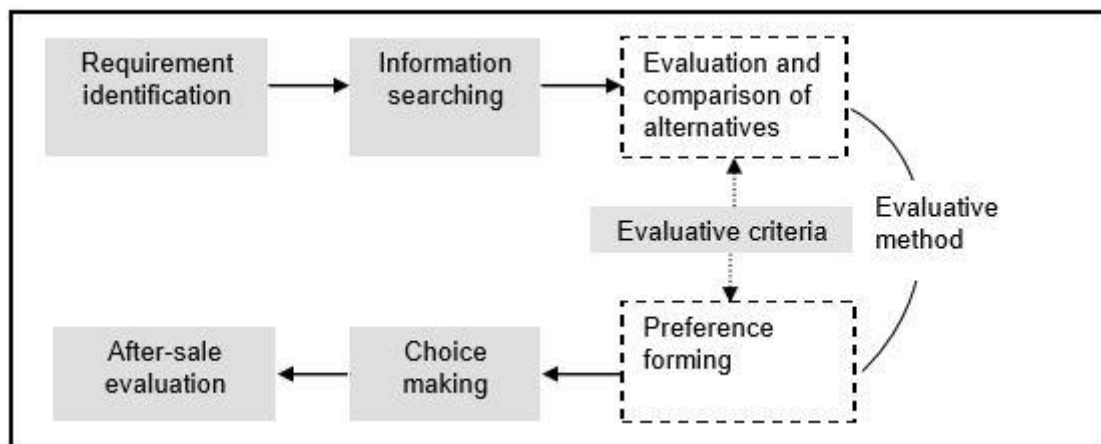 Requirement
identification
Information
searching
Evaluation and
comparison of
alternatives
Evaluative criteria
Evaluative
method
Preference
forming
Choice
making
After-sale
evaluation